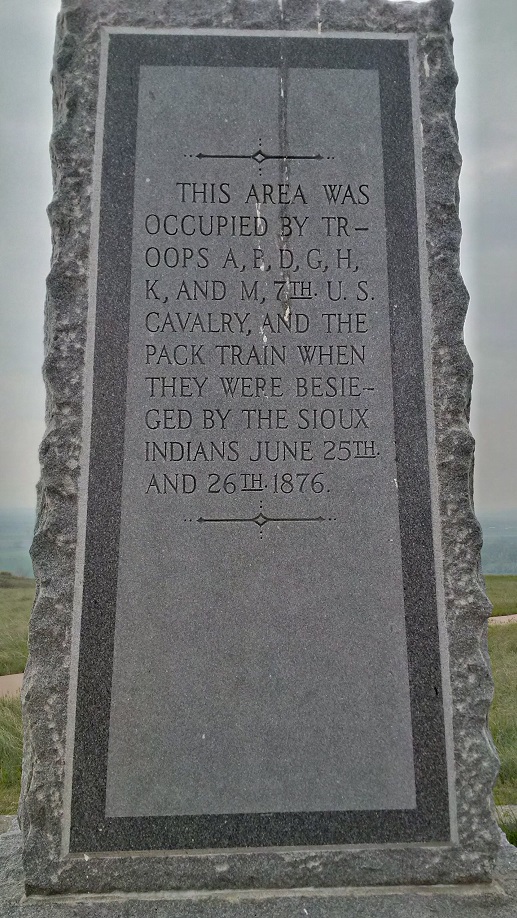 THIS AREA WAS
OCCUPIED BY TR-
OOPS A, B, D, G, H,
K, AND M, 7TH. U. S.
CAVALRY, AND THE
PACK TRAIN WHEN
THEY WERE BESIE-
GED BY THE SIOUX
INDIANS JUNE 25TH.
AND 26TH. 1876.